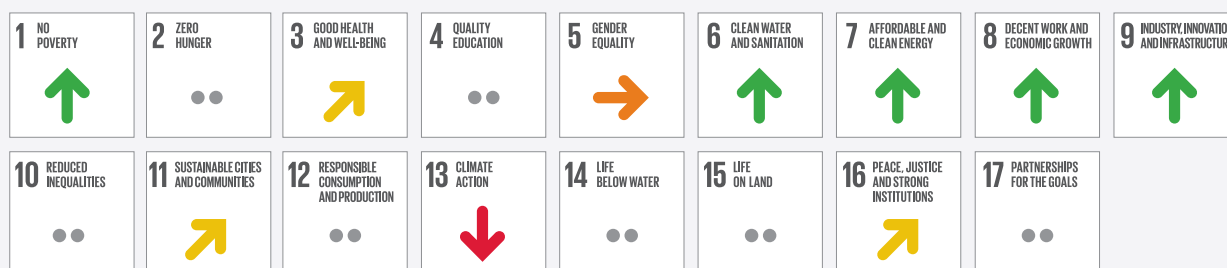 1 NO
POVERTY
2 ZERO
HUNGER
3 GOOD HEALTH
AND WELL-BEING
4 QUALITY
EDUCATION
5 GENDER
EQUALITY
6 CLEAN WATER
AND SANITATION
7 AFFORDABLE AND
CLEAN ENERGY
8 DECENT WORK AND
ECONOMIC GROWTH
9 INDUSTRY, INNOVATIO
AND INFRASTRUCTUR
10 REDUCED
INEQUALITIES
11 SUSTAINABLE CITIES
AND COMMUNITIES
12 RESPONSIBLE
CONSUMPTION
AND PRODUCTION
13 CLIMATE
ACTION
14 LIFE
BELOW WATER
15 LIFE
ON LAND
16 PEACE, JUSTICE
AND STRONG
INSTITUTIONS
17 PARTNERSHIPS
FOR THE GOALS